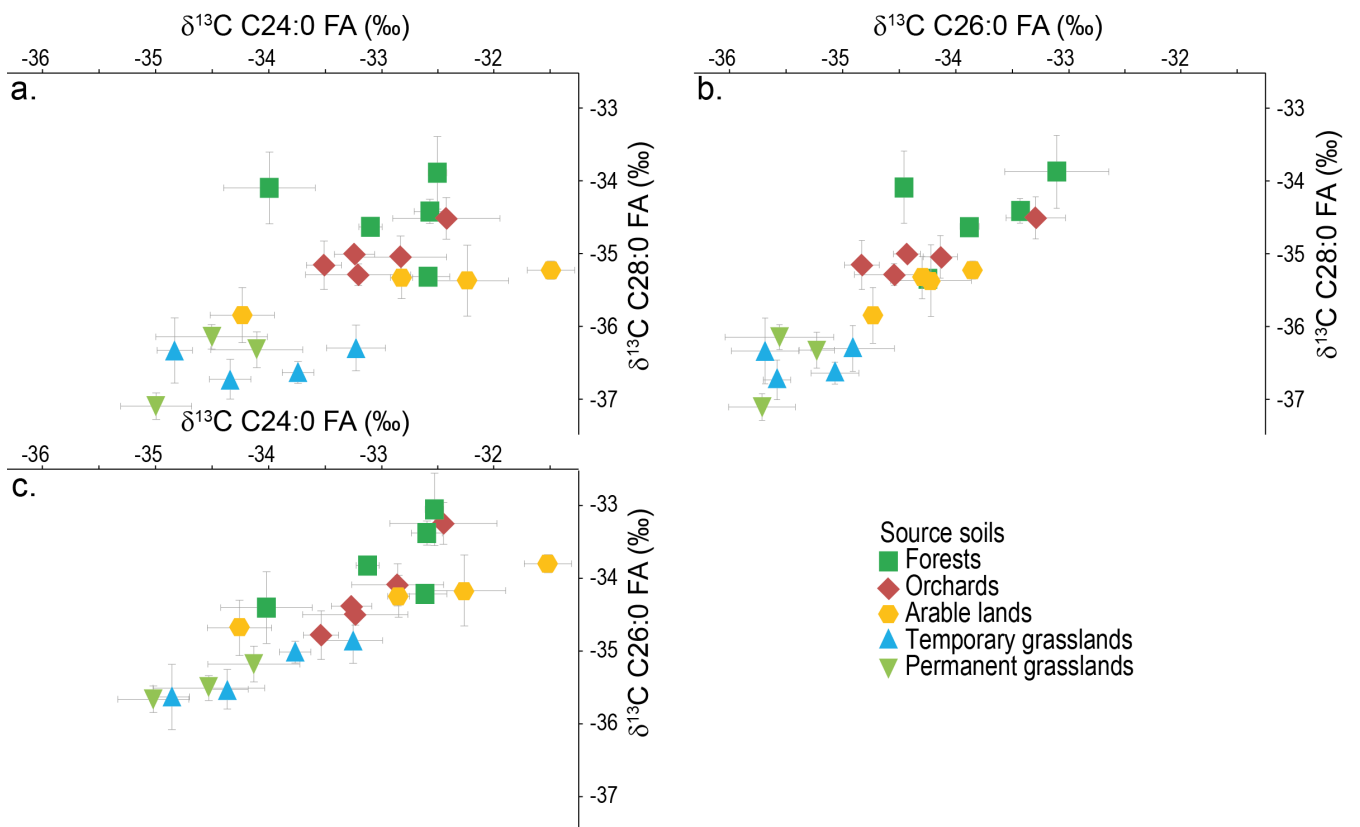 δ¹³C C24:0 FA (‰)
-36 -35 -34 -33 -32
a.
-33
-34
-35
-36
-37
δ¹³C C28:0 FA (‰)
δ¹³C C26:0 FA (‰)
-36 -35 -34 -33 -32
b.
-33
-34
-35
-36
-37
δ¹³C C28:0 FA (‰)
δ¹³C C24:0 FA (‰)
-36 -35 -34 -33 -32
c.
-33
-34
-35
-36
-37
δ¹³C C26:0 FA (‰)
Source soils
Forests
Orchards
Arable lands
Temporary grasslands
Permanent grasslands